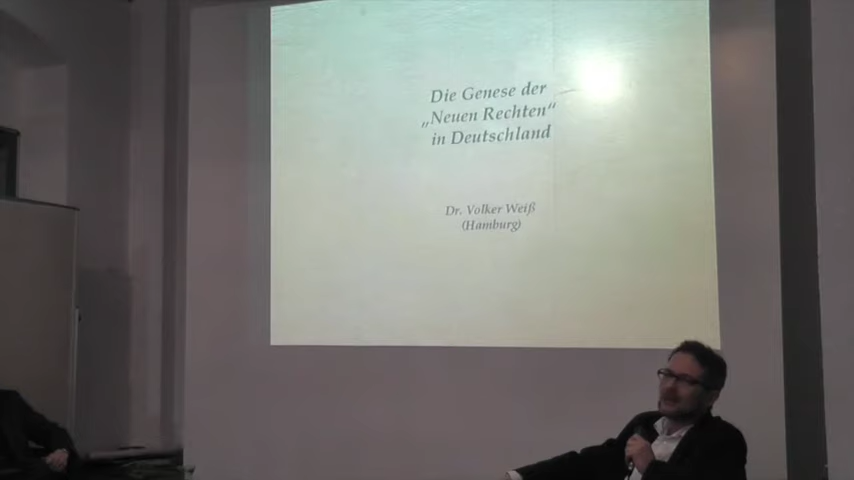 Die Genese der
„Neuen Rechten“
in Deutschland
Dr. Volker Weiß
(Hamburg)